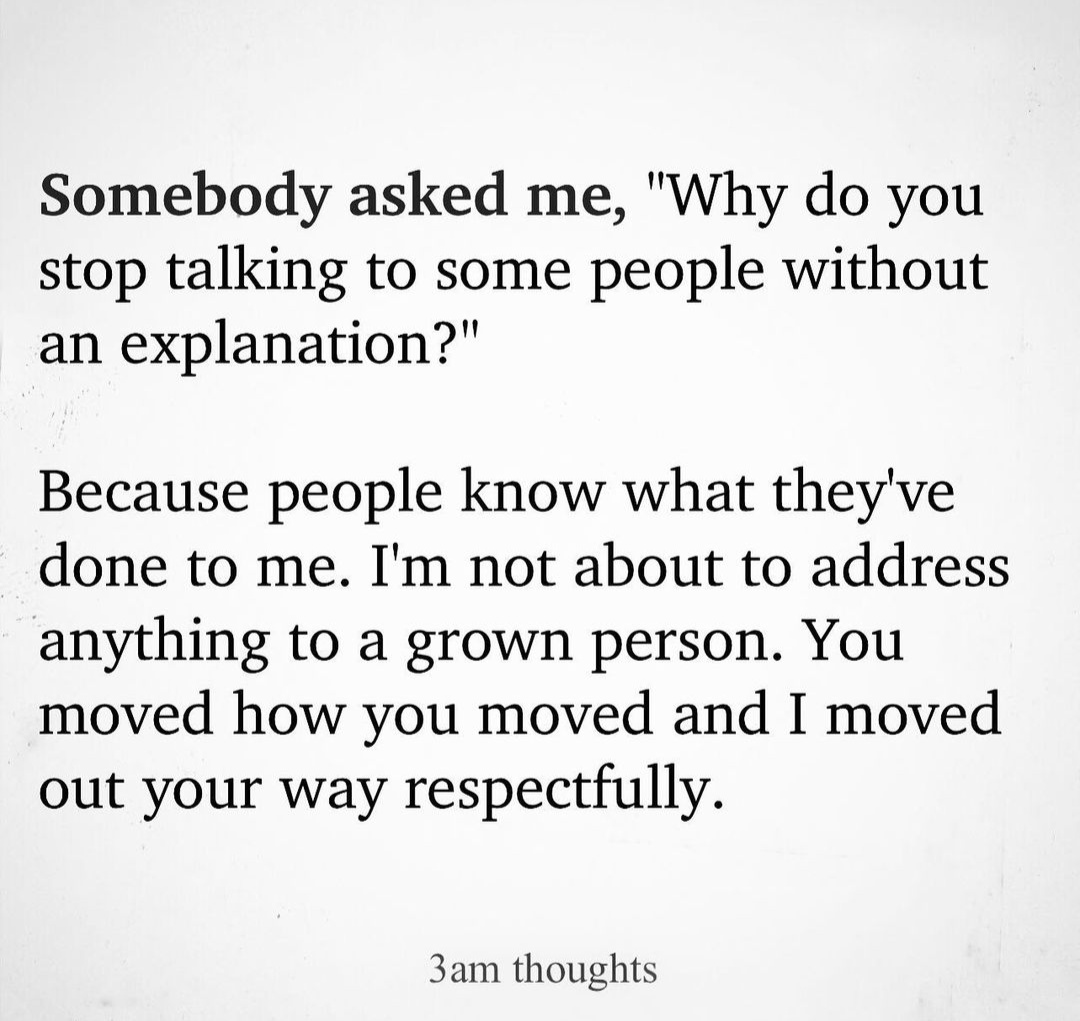 Somebody asked me, "Why do you
stop talking to some people without
an explanation?"
Because people know what they've
done to me. I'm not about to address
anything to a grown person. You
moved how you moved and I moved
out your way respectfully.
3am thoughts